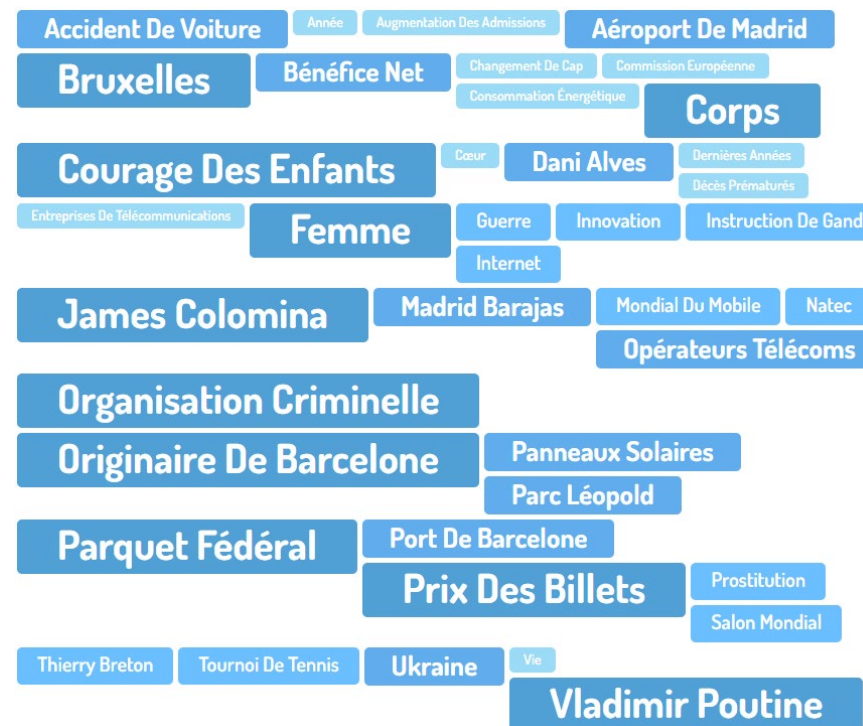 Accident De Voiture Année Augmentation Des Admissions Aéroport De Madrid
Bruxelles Bénéfice Net Changement De Cap Commission Européenne
Consommation Énergétique Corps
Courage Des Enfants Cœur Dani Alves Dernières Années
Décès Prématurés
Entreprises De Télécommunications Femme Guerre Innovation Instruction De Gand
Internet
James Colomina Madrid Barajas Mondial Du Mobile Natec
Opérateurs Télécoms
Organisation Criminelle
Originaire De Barcelone Panneaux Solaires
Parc Léopold
Parquet Fédéral Port De Barcelone
Prix Des Billets Prostitution
Salon Mondial
Thierry Breton Tournoi De Tennis Ukraine Vie
Vladimir Poutine